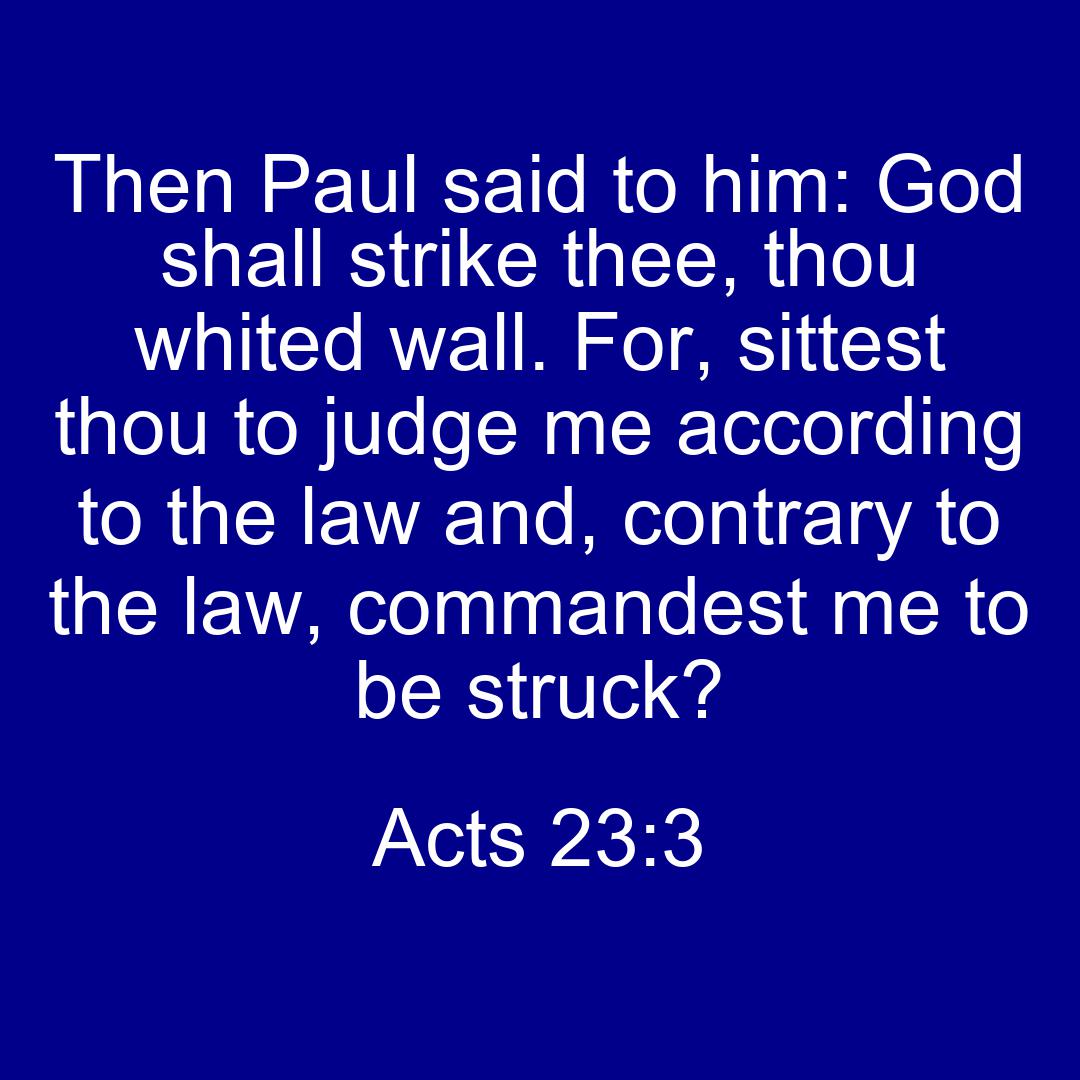 Then Paul said to him: God
shall strike thee, thou
whited wall. For, sittest
thou to judge me according
to the law and, contrary to
the law, commandest me to
be struck?
Acts 23:3